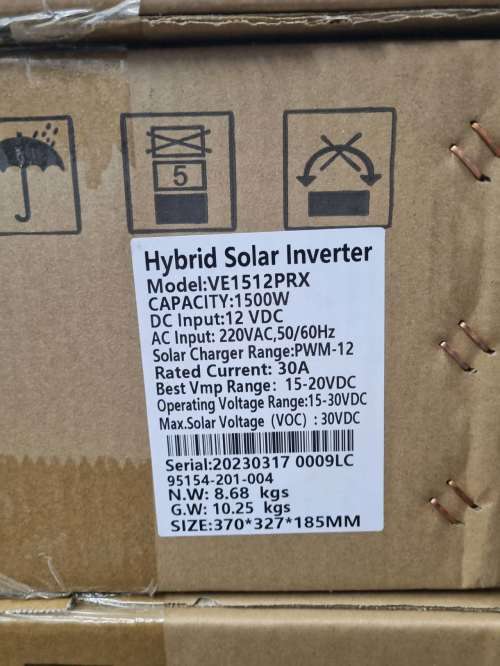 5
Hybrid Solar Inverter
Model:VE1512PRX
CAPACITY:1500W
DC Input:12 VDC
AC Input: 220VAC,50/60Hz
Solar Charger Range:PWM-12
Rated Current: 30A
Best Vmp Range: 15-20VDC
Operating Voltage Range:15-30VDC
Max.Solar Voltage (VOC) : 30VDC
Serial:20230317 0009LC
95154-201-004
N.W: 8.68 kgs
G.W: 10.25 kgs
SIZE:370*327*185MM